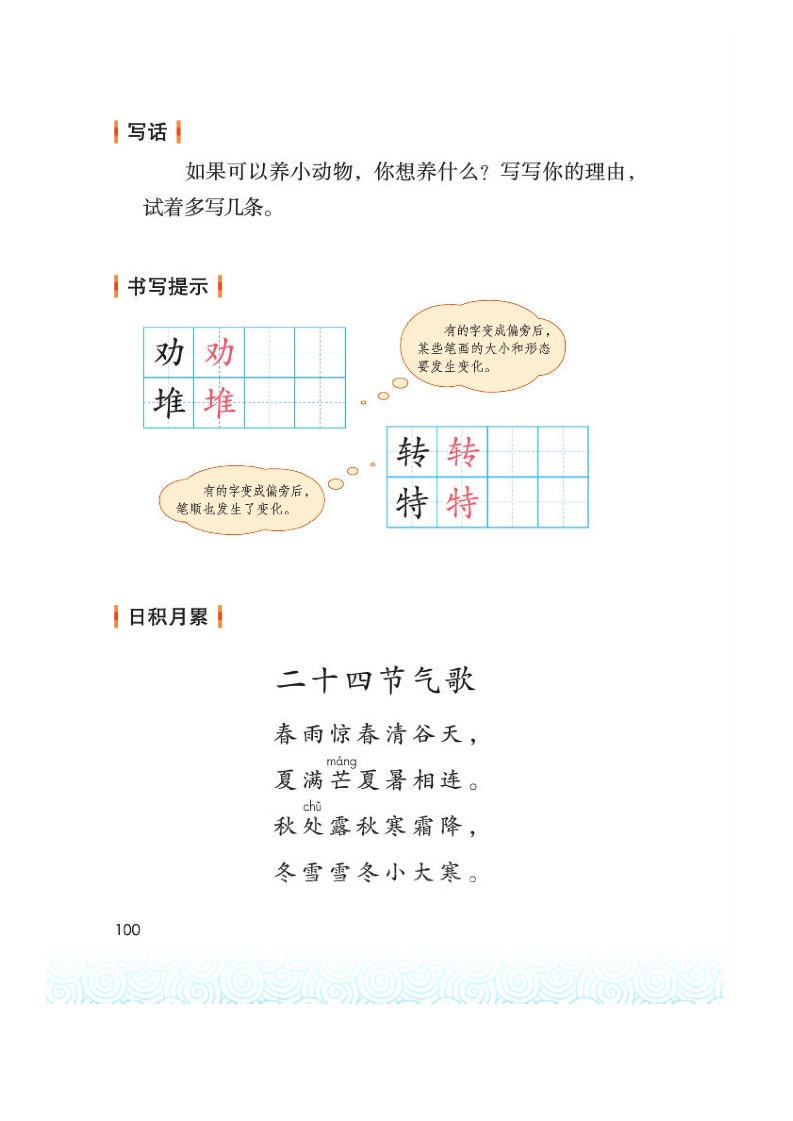 写话
如果可以养小动物，你想养什么？写写你的理由，
试着多写几条。
书写提示
有的字变成偏旁后，
某些笔画的大小和形态
要发生变化。
劝 劝
堆 堆
转 转
特 特
有的字变成偏旁后，
笔顺也发生了变化。
日积月累
二十四节气歌
春雨惊春清谷天，
máng
夏满芒夏暑相连。
chǔ
秋处露秋寒霜降，
冬雪雪冬小大寒。
100